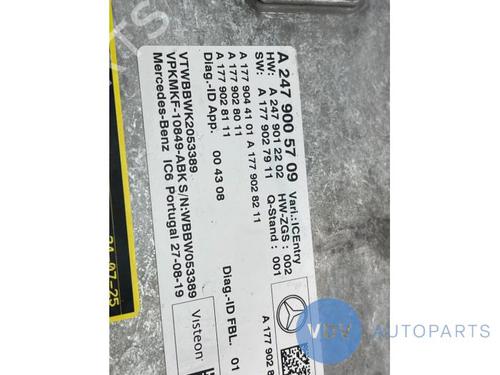 A 247 900 57 09
HW: A 247 901 22 02
SW: A 177 902 79 11
Vari.:ICEntry
HW-ZGS: 002
Q-Stand: 001
A 177 904 41 01 A 177 902 82 11
A 177 902 80 11
A 177 902 81 11
Diag.-ID App. 00 43 08
Diag.-ID FBL. 01
A 177 902 8
VTWBBWK2053389
VPKMKF-10849-ABK S/N:WBBW053389
Mercedes-Benz IC6 Portugal 27-08-19
Visteon
VDV AUTOPARTS